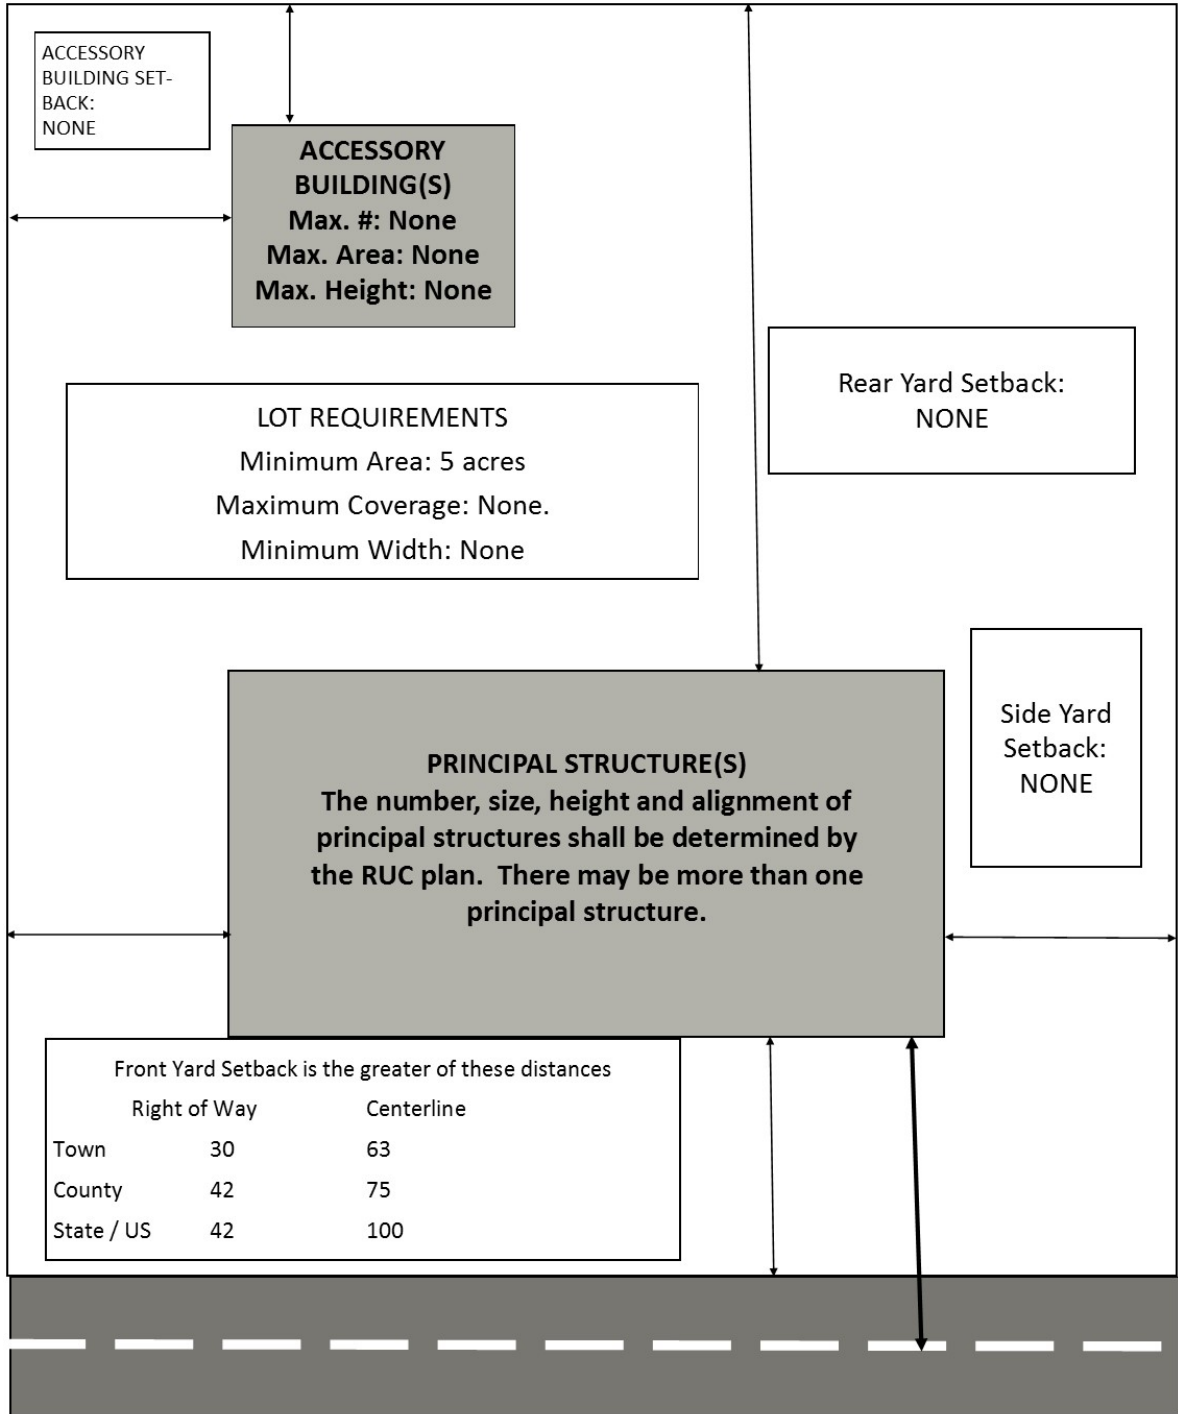 ACCESSORY
BUILDING SET-
BACK:
NONE
ACCESSORY
BUILDING(S)
Max. #: None
Max. Area: None
Max. Height: None
Rear Yard Setback:
NONE
LOT REQUIREMENTS
Minimum Area: 5 acres
Maximum Coverage: None.
Minimum Width: None
Side Yard
Setback:
NONE
PRINCIPAL STRUCTURE(S)
The number, size, height and alignment of
principal structures shall be determined by
the RUC plan.  There may be more than one
principal structure.
Front Yard Setback is the greater of these distances
Right of Way Centerline
Town 30 63
County 42 75
State / US 42 100